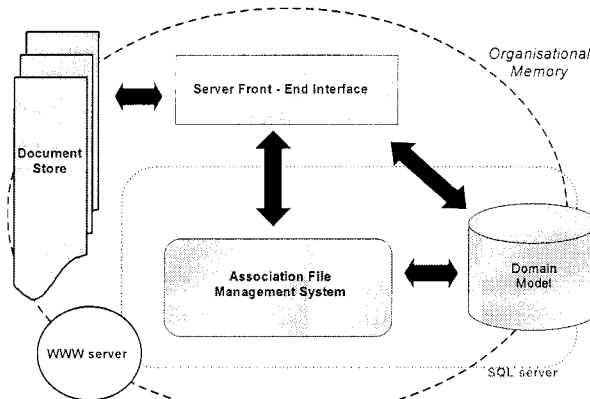 Organisational
Memory
Server Front - End Interface
Document
Store
Association File
Management System
Domain
Model
WWW server
SQL server